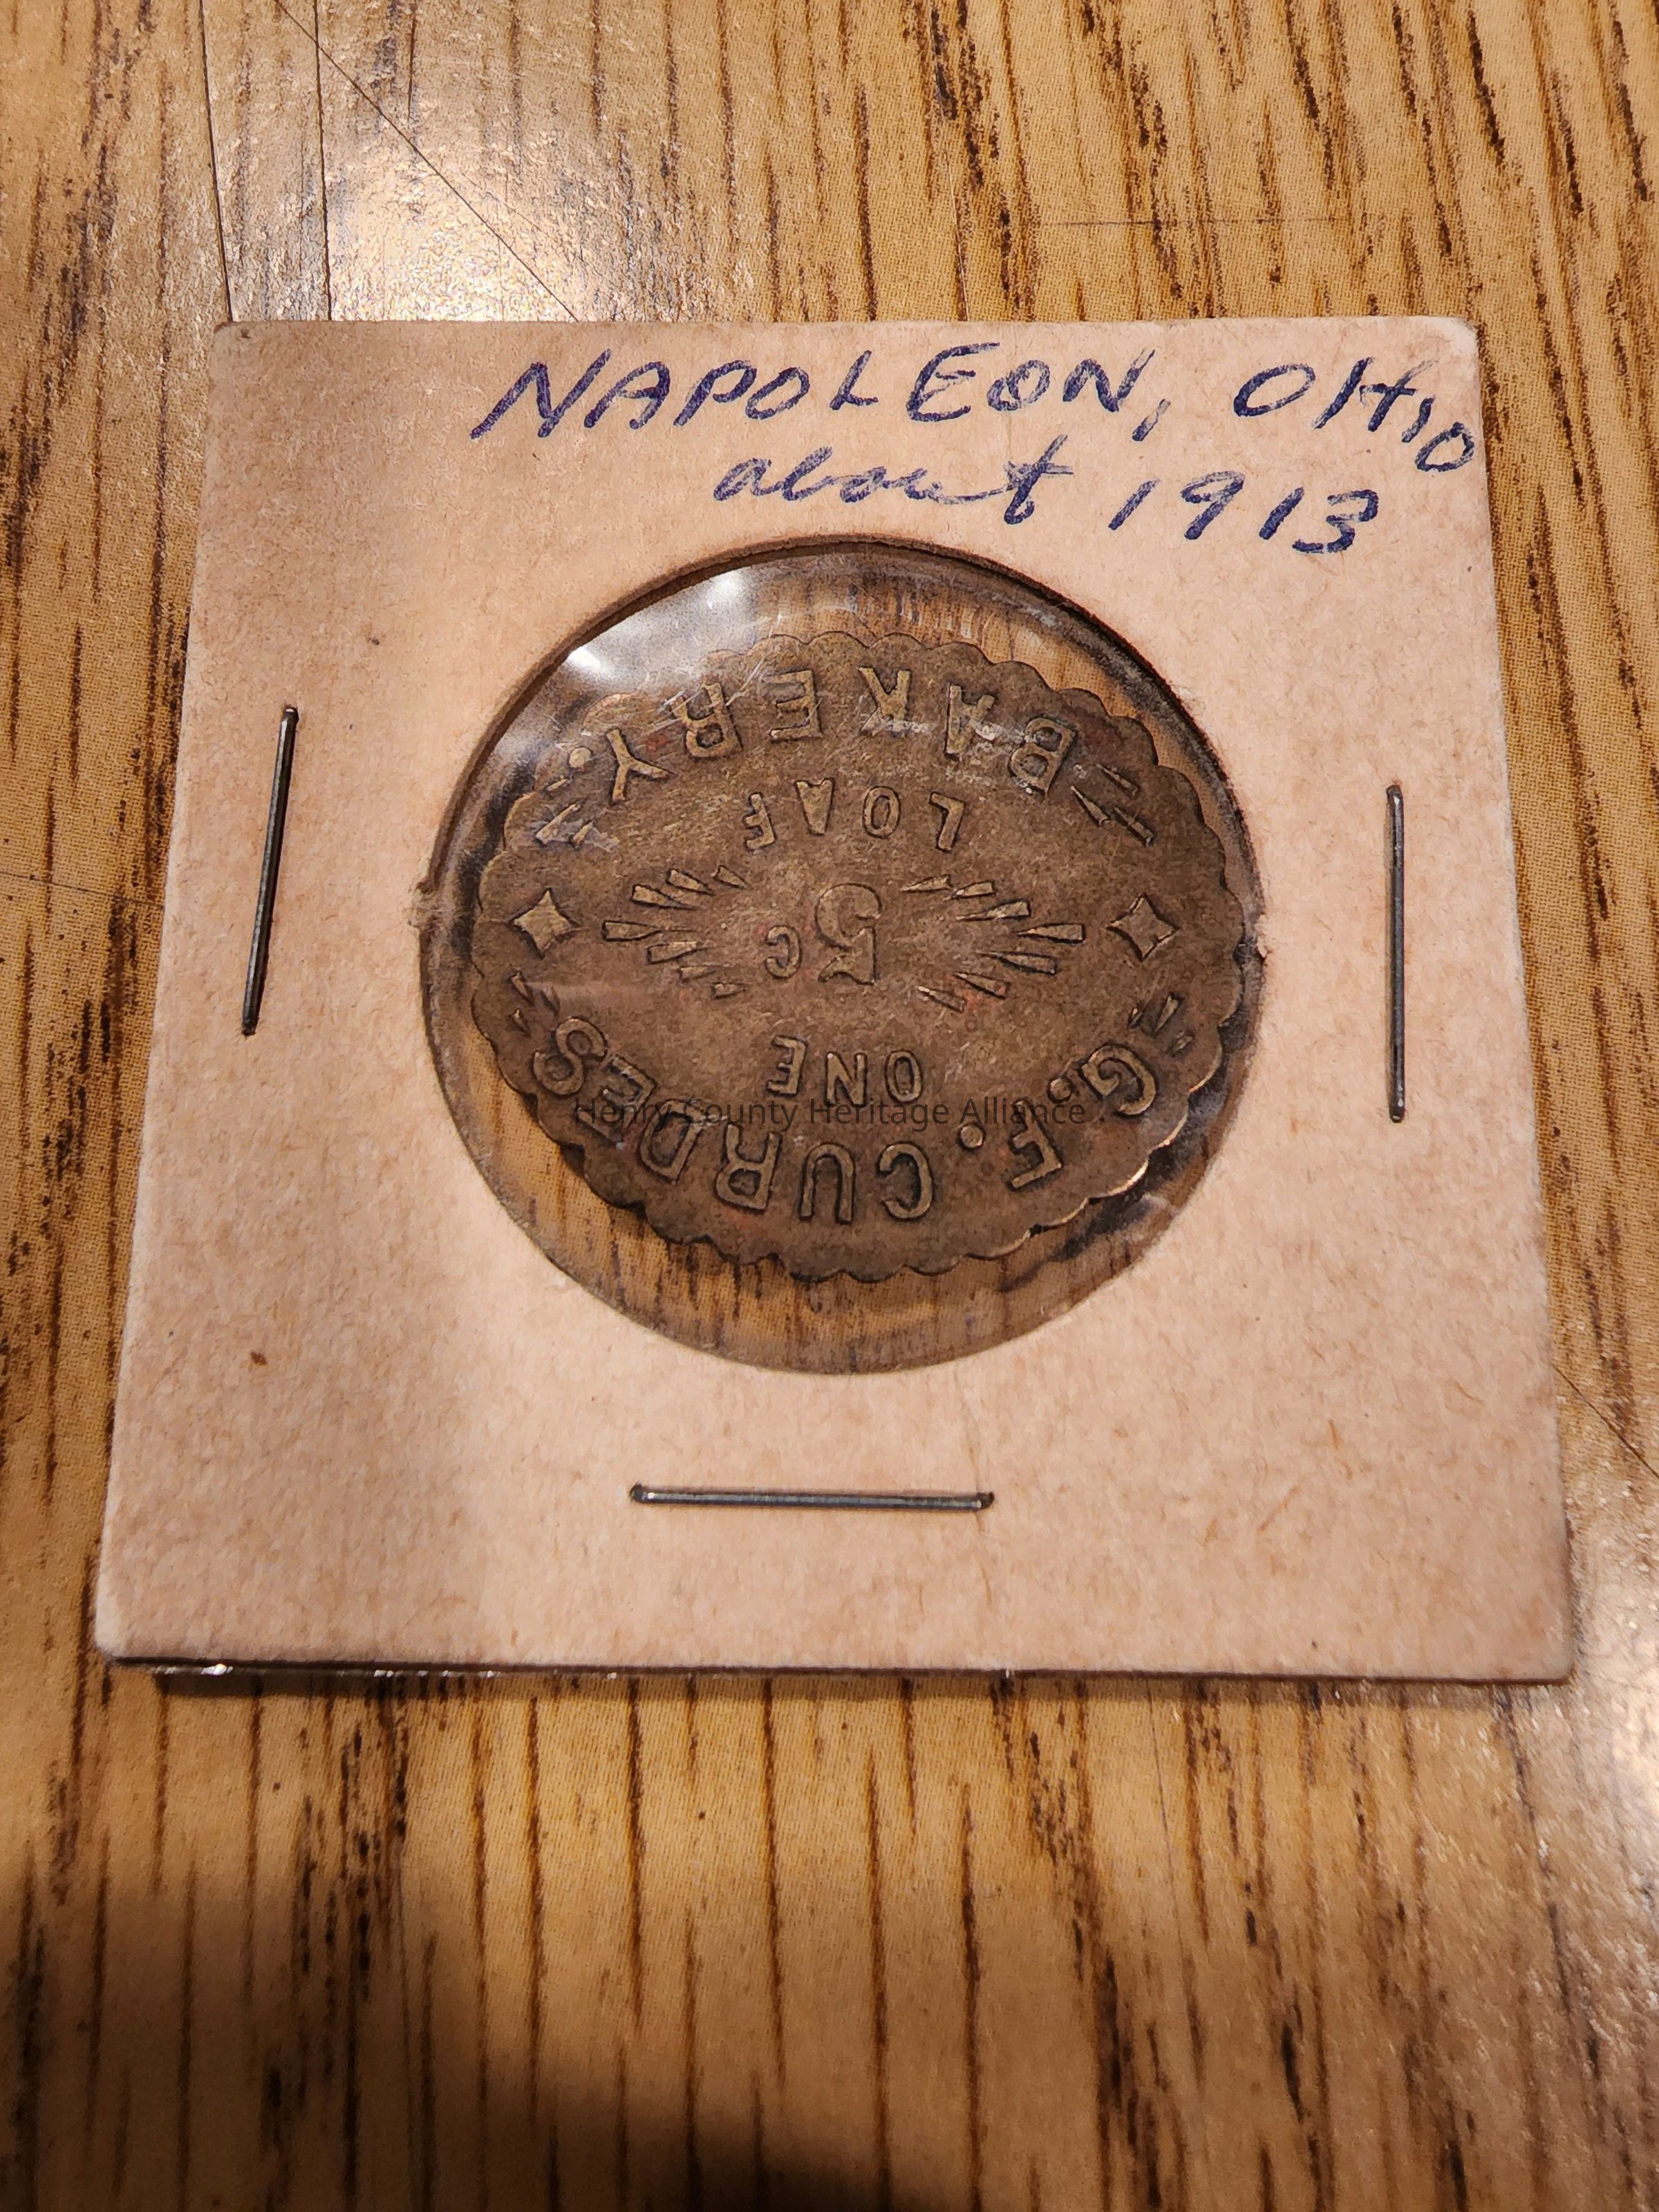 NAPOLEON, OHIO
about 1913
G. F. CURDES
ONE
5c
LOAF
BAKERY.
Henry County Heritage Alliance